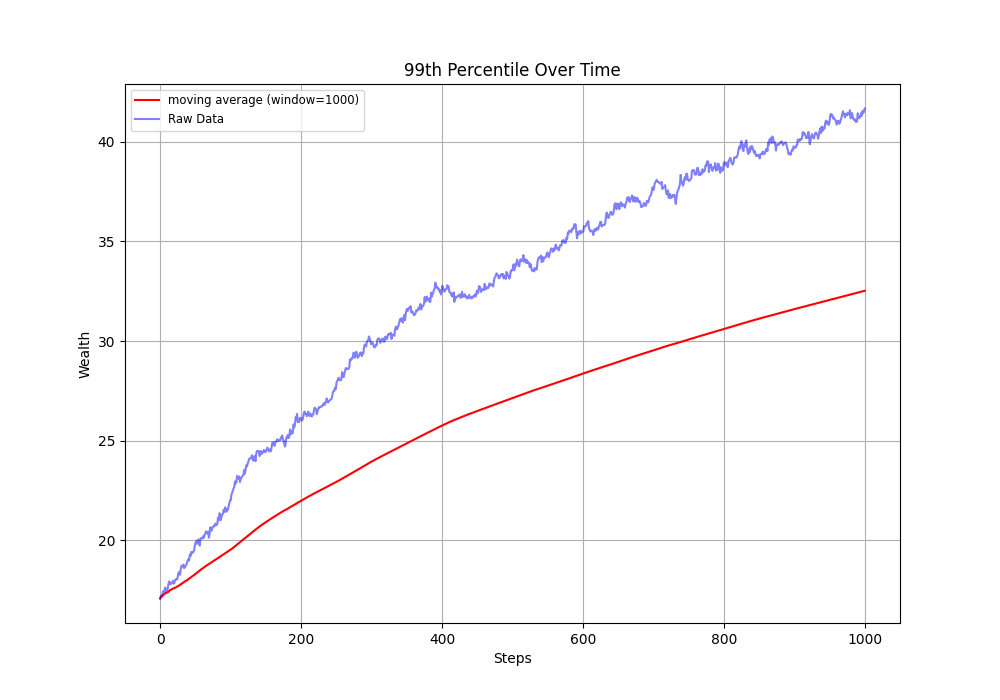 99th Percentile Over Time
moving average (window=1000)
Raw Data
Wealth
40
35
30
25
20
0 200 400 600 800 1000
Steps